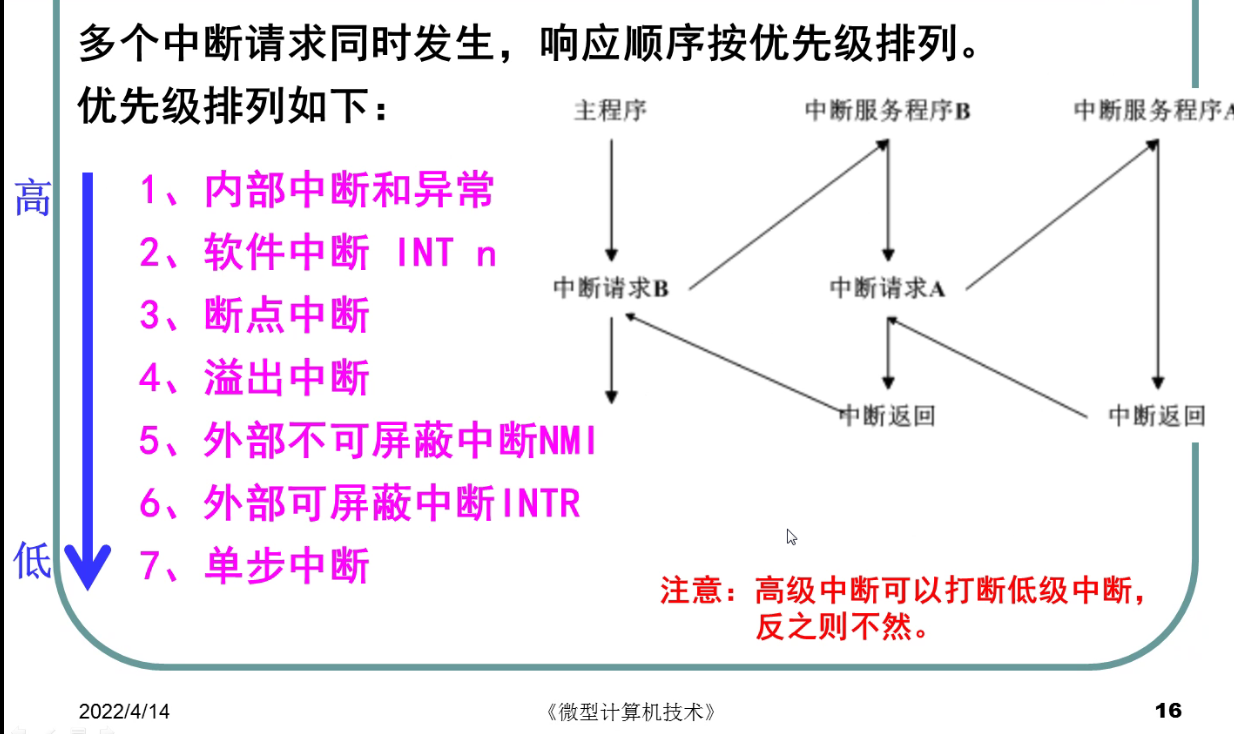 多个中断请求同时发生，响应顺序按优先级排列。
优先级排列如下：
高
1、内部中断和异常
2、软件中断 INT n
3、断点中断
4、溢出中断
5、外部不可屏蔽中断NMI
6、外部可屏蔽中断INTR
7、单步中断
低
主程序
中断服务程序B
中断服务程序A
中断请求B
中断请求A
中断返回
中断返回
注意：高级中断可以打断低级中断，
反之则不然。
2022/4/14
《微型计算机技术》
16